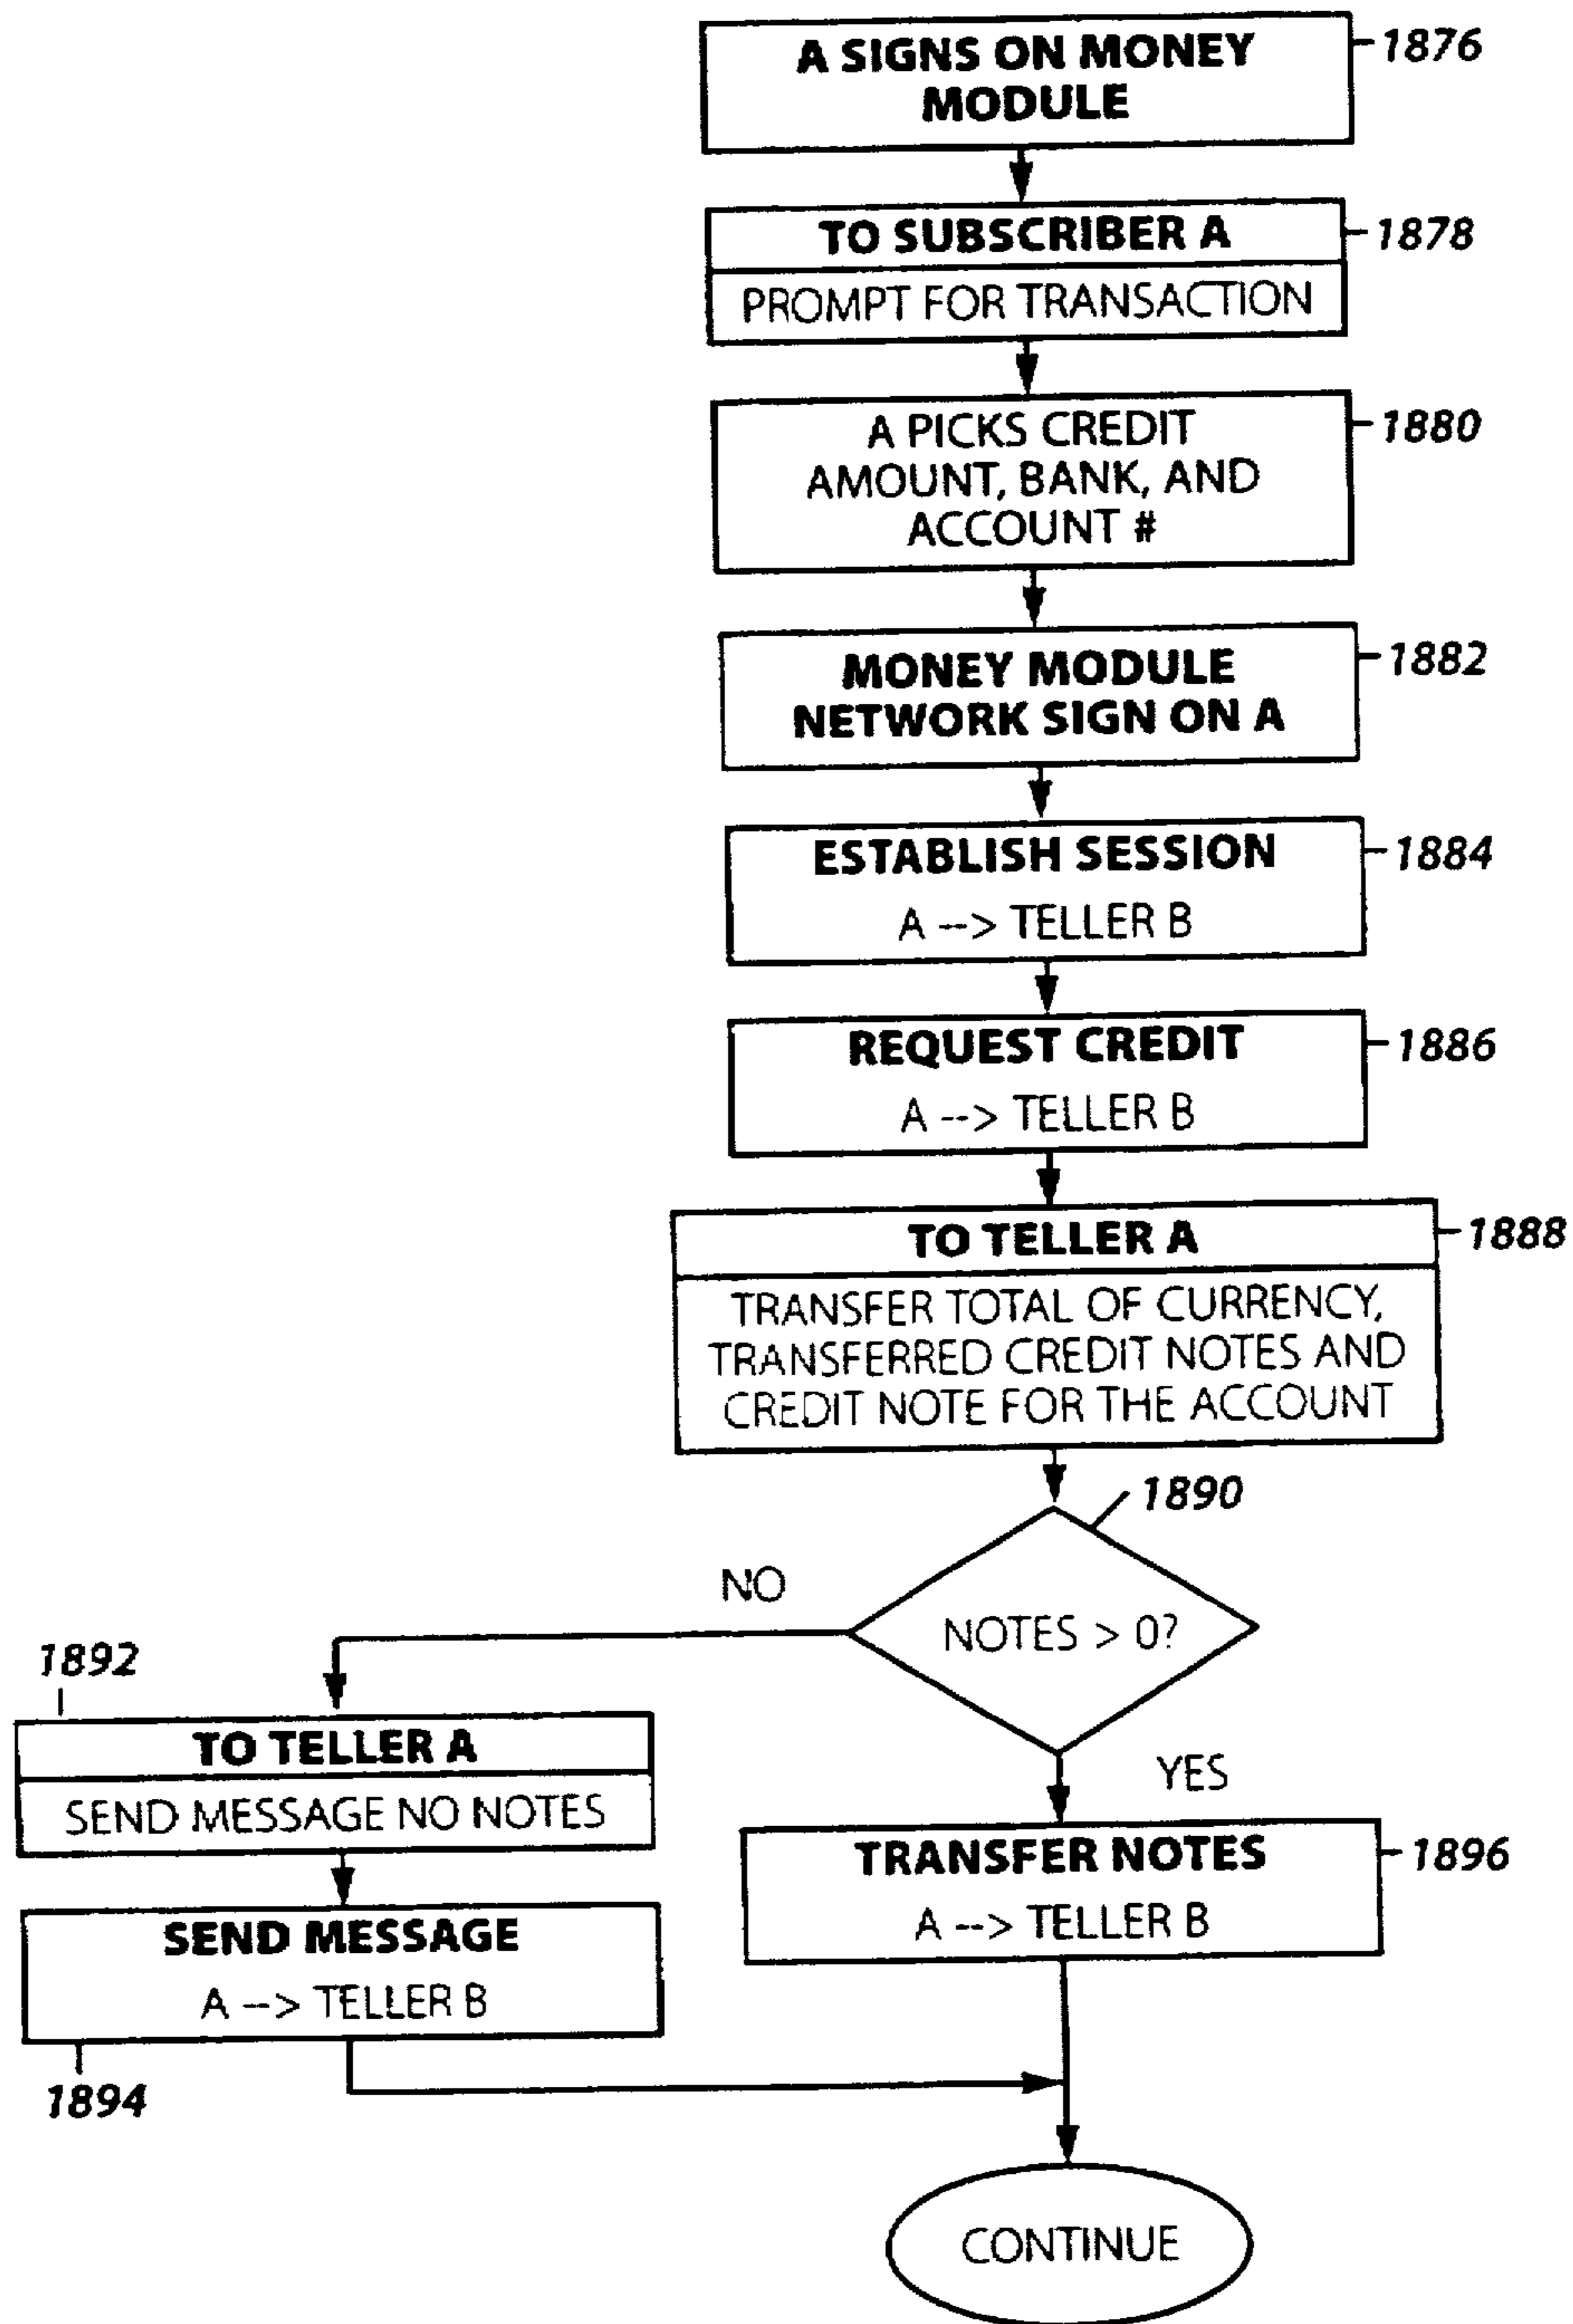 A SIGNS ON MONEY
MODULE
1876
TO SUBSCRIBER A
1878
PROMPT FOR TRANSACTION
A PICKS CREDIT
AMOUNT, BANK, AND
ACCOUNT #
1880
MONEY MODULE
NETWORK SIGN ON A
1882
ESTABLISH SESSION
1884
A --> TELLER B
REQUEST CREDIT
1886
A --> TELLER B
TO TELLER A
1888
TRANSFER TOTAL OF CURRENCY,
TRANSFERRED CREDIT NOTES AND
CREDIT NOTE FOR THE ACCOUNT
1890
NOTES > 0?
NO
1892
TO TELLER A
SEND MESSAGE NO NOTES
SEND MESSAGE
A --> TELLER B
1894
YES
TRANSFER NOTES
1896
A --> TELLER B
CONTINUE